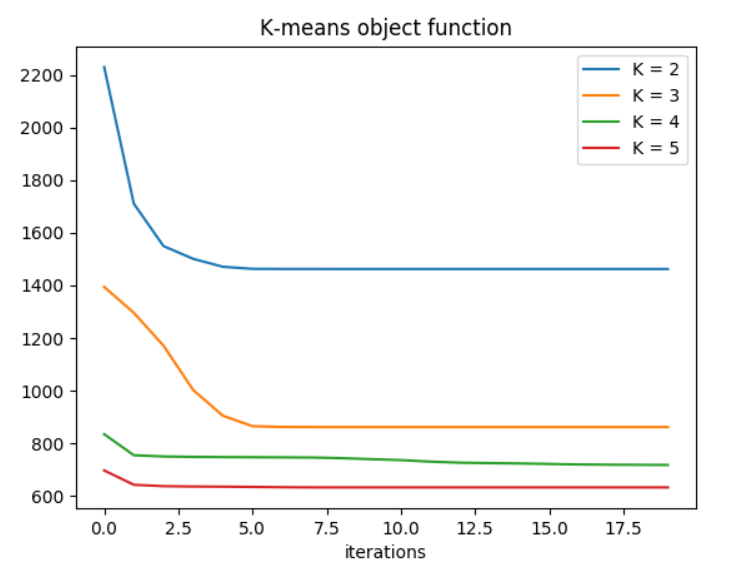 K-means object function
2200
2000
1800
1600
1400
1200
1000
800
600
K = 2
K = 3
K = 4
K = 5
0.0 2.5 5.0 7.5 10.0 12.5 15.0 17.5
iterations